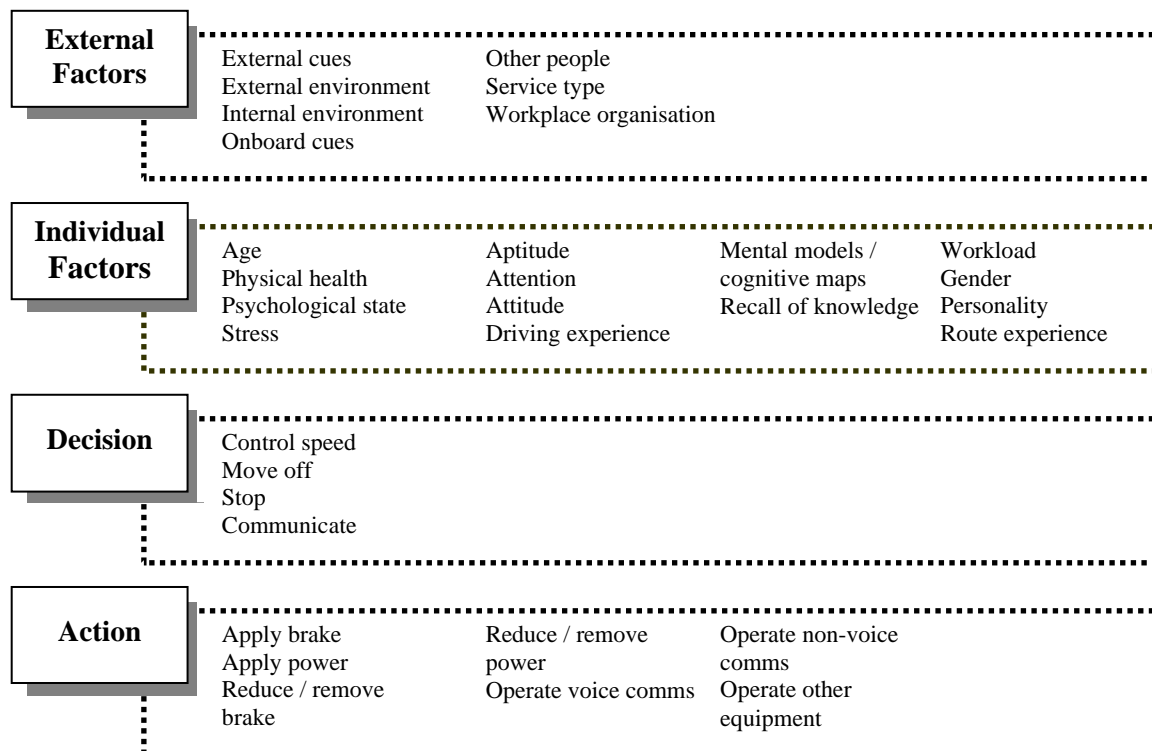 External
Factors
External cues
External environment
Internal environment
Onboard cues
Other people
Service type
Workplace organisation
Individual
Factors
Age
Physical health
Psychological state
Stress
Aptitude
Attention
Attitude
Driving experience
Mental models /
cognitive maps
Recall of knowledge
Workload
Gender
Personality
Route experience
Decision
Control speed
Move off
Stop
Communicate
Action
Apply brake
Apply power
Reduce / remove
brake
Reduce / remove
power
Operate voice comms
Operate non-voice
comms
Operate other
equipment